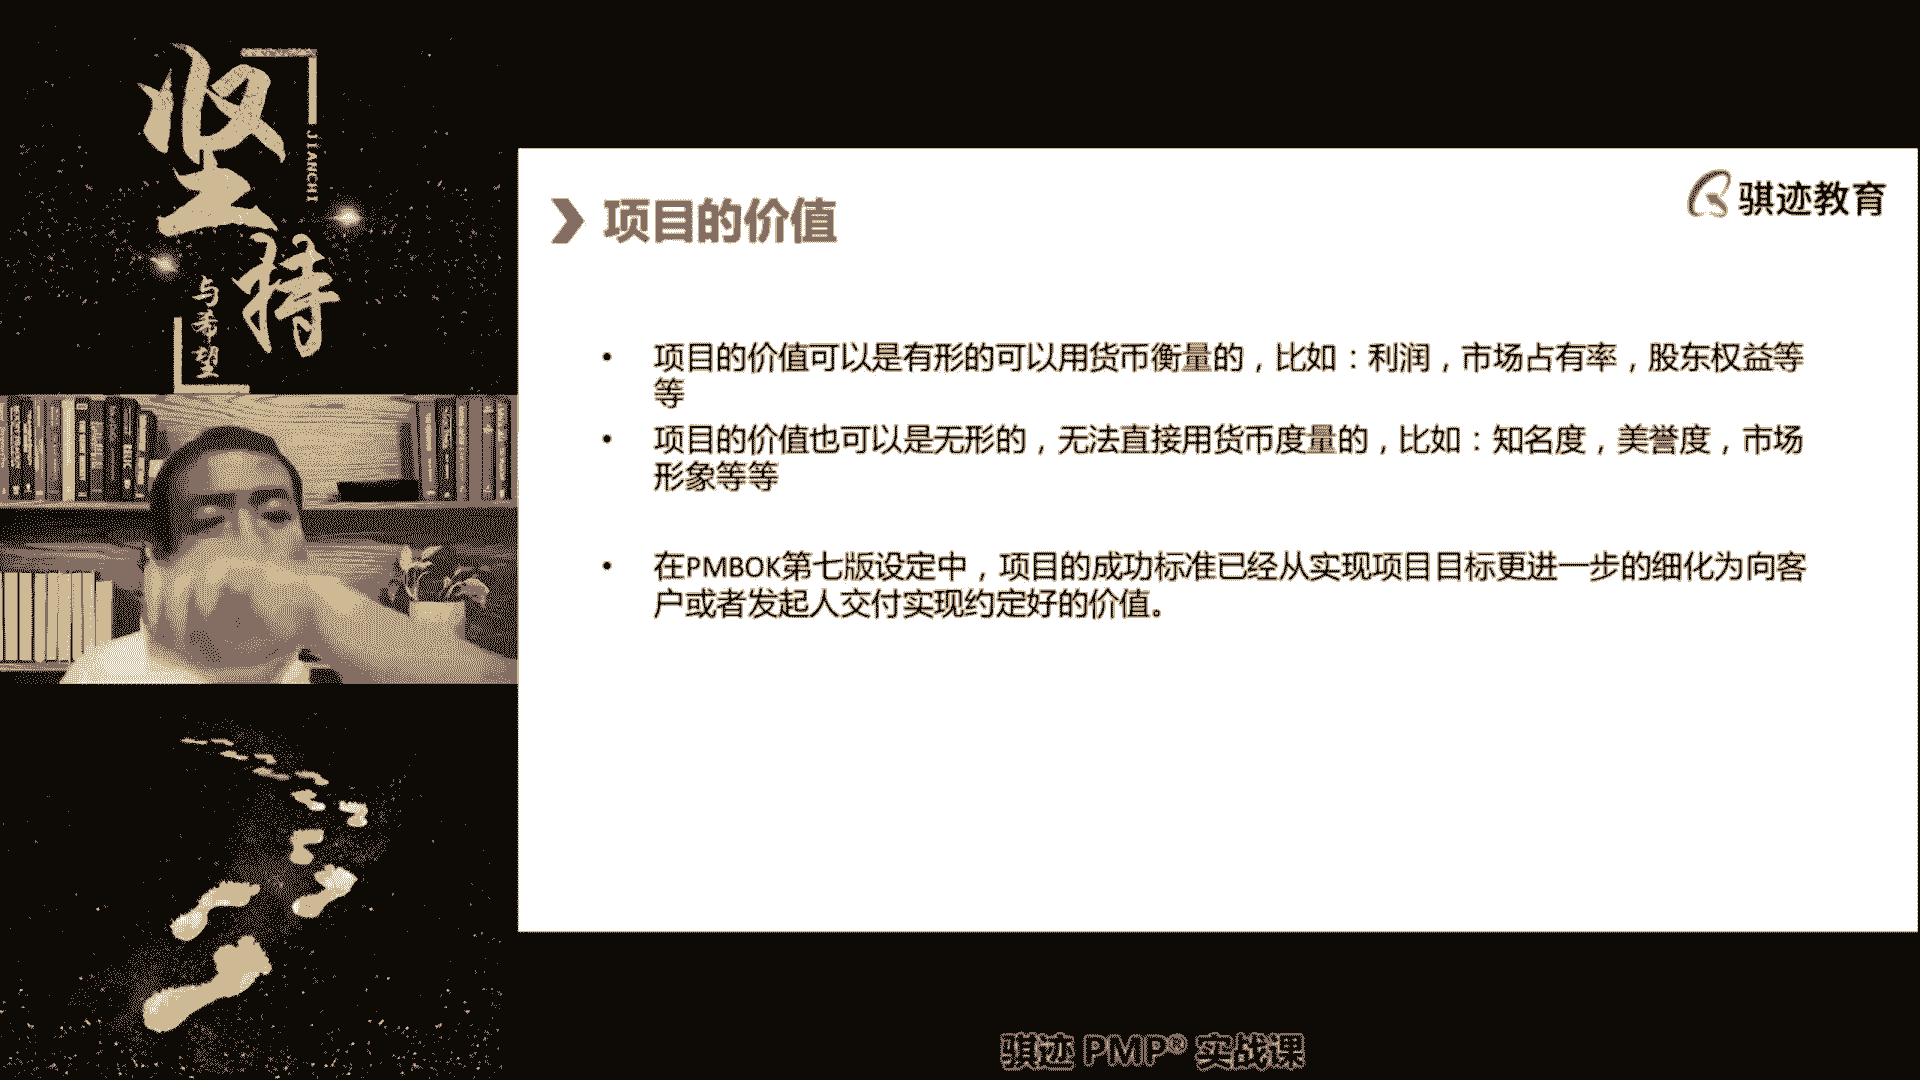 坚持
JIANCHI
与希望
骐迹教育
项目的价值
• 项目的价值可以是有形的可以用货币衡量的，比如：利润，市场占有率，股东权益等
等
• 项目的价值也可以是无形的，无法直接用货币度量的，比如：知名度，美誉度，市场
形象等等
• 在PMBOK第七版设定中，项目的成功标准已经从实现项目目标更进一步的细化为向客
户或者发起人交付实现约定好的价值。
骐迹 PMP® 实战课